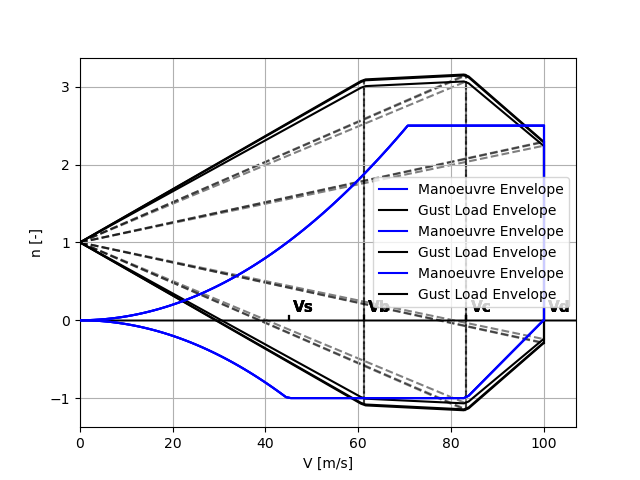 3
2
1
0
−1
n [-]
Manoeuvre Envelope
Gust Load Envelope
Manoeuvre Envelope
Gust Load Envelope
Manoeuvre Envelope
Gust Load Envelope
Vs Vb Vc Vd
0 20 40 60 80 100
V [m/s]